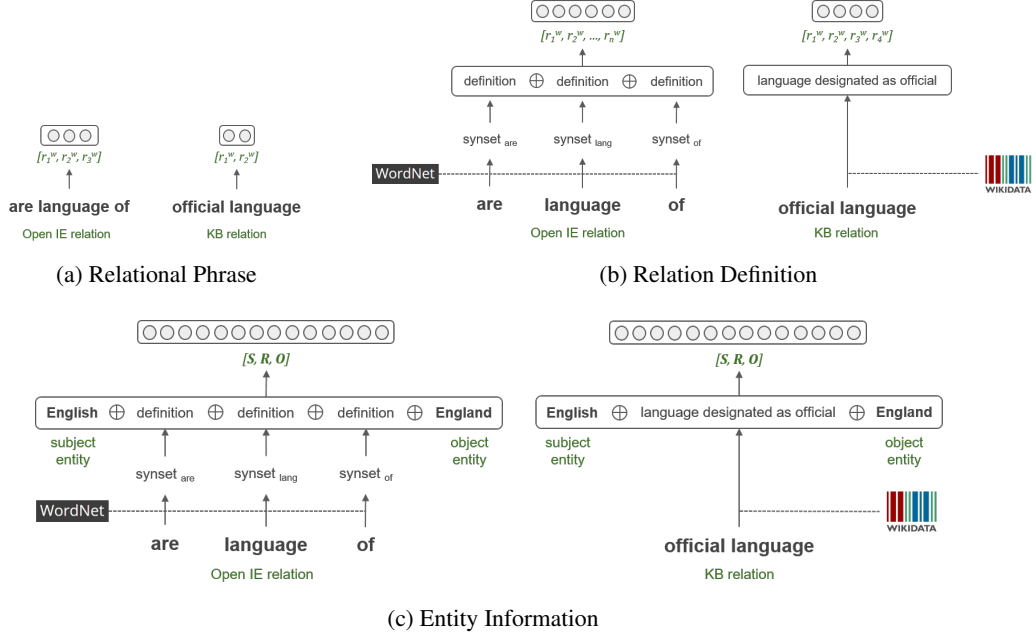 [r₁ʷ, r₂ʷ, r₃ʷ]
are language of
Open IE relation
[r₁ʷ, r₂ʷ]
official language
KB relation
(a) Relational Phrase
[r₁ʷ, r₂ʷ, ..., rₙʷ]
definition ⊕ definition ⊕ definition
synset are synset lang synset of
WordNet
are language of
Open IE relation
[r₁ʷ, r₂ʷ, r₃ʷ, r₄ʷ]
language designated as official
WIKIDATA
official language
KB relation
(b) Relation Definition
[S, R, O]
English ⊕ definition ⊕ definition ⊕ definition ⊕ England
subject
entity
object
entity
synset are synset lang synset of
WordNet
are language of
Open IE relation
[S, R, O]
English ⊕ language designated as official ⊕ England
subject
entity
object
entity
WIKIDATA
official language
KB relation
(c) Entity Information